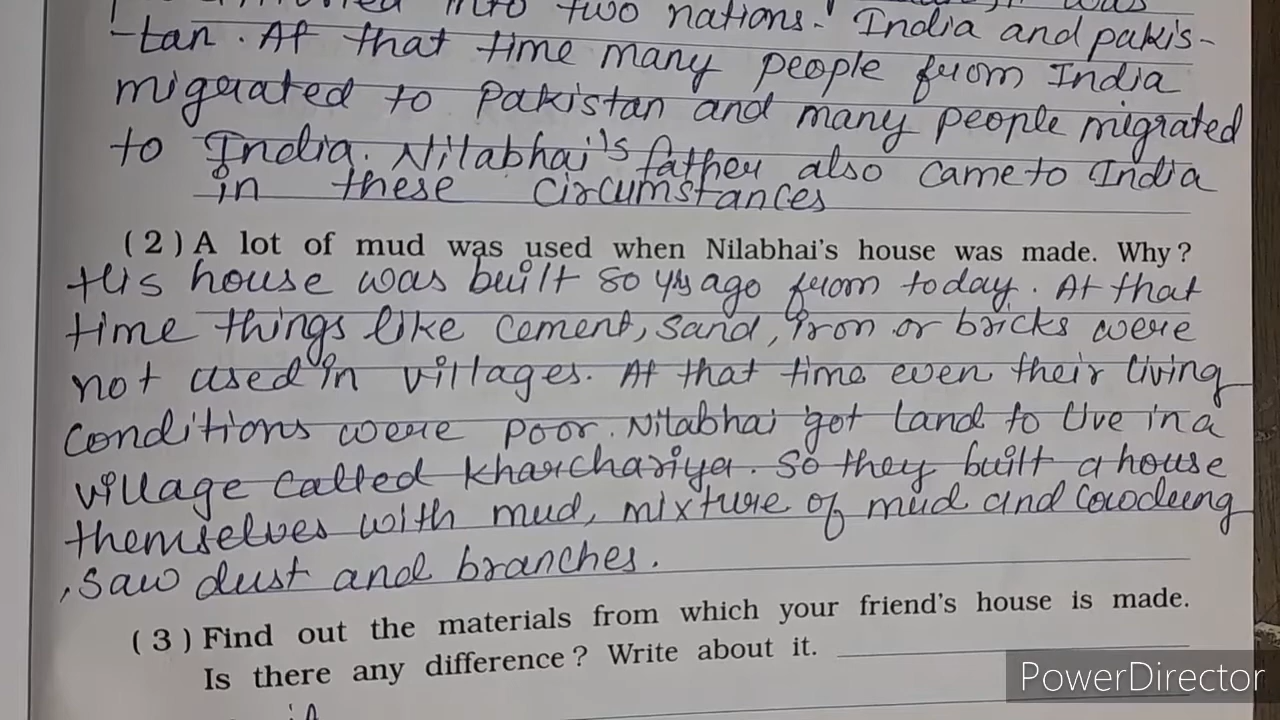 into two nations. India and pakis-
-tan. At that time many people from India
migrated to Pakistan and many people migrated
to India. Nilabhai's father also came to India
in these circumstances
(2) A lot of mud was used when Nilabhai's house was made. Why?
His house was built 80 yrs ago from today. At that
time things like cement, sand, iron or bricks were
not used in villages. At that time even their living
conditions were poor. Nilabhai got land to live in a
village called kharchariya. So they built a house
themselves with mud, mixture of mud and cowdung
, saw dust and branches.
(3) Find out the materials from which your friend's house is made.
Is there any difference? Write about it.
PowerDirector